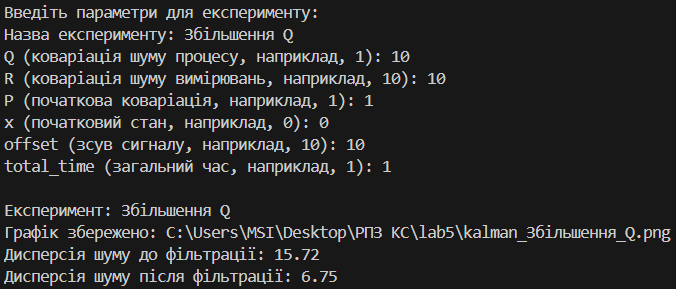 Введіть параметри для експерименту:
Назва експерименту: Збільшення Q
Q (коваріація шуму процесу, наприклад, 1): 10
R (коваріація шуму вимірювань, наприклад, 10): 10
P (початкова коваріація, наприклад, 1): 1
x (початковий стан, наприклад, 0): 0
offset (зсув сигналу, наприклад, 10): 10
total_time (загальний час, наприклад, 1): 1

Експеримент: Збільшення Q
Графік збережено: C:\Users\MSI\Desktop\РПЗ КС\lab5\kalman_Збільшення_Q.png
Дисперсія шуму до фільтрації: 15.72
Дисперсія шуму після фільтрації: 6.75